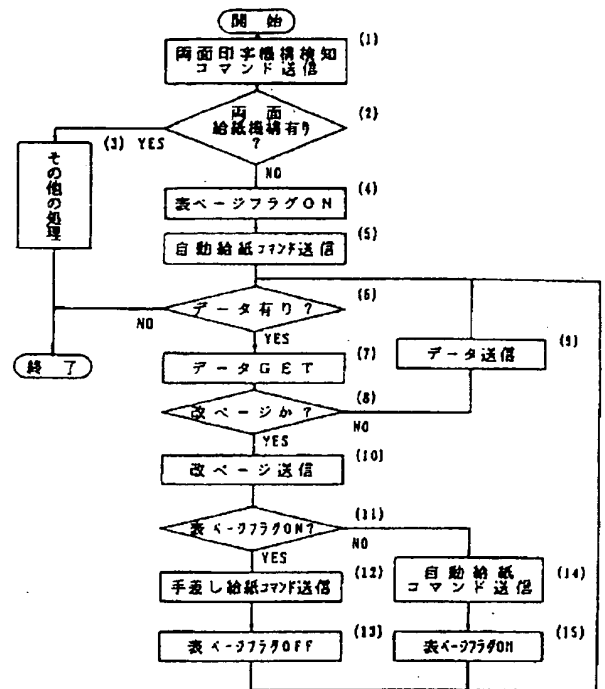 開始
(1)
両面印字機構検知
コマンド送信
(2)
両面
給紙機構有り
?
(3) YES
その他の処理
NO
(4)
表ページフラグON
(5)
自動給紙コマンド送信
(6)
データ有り?
NO
YES
終了
(7)
データGET
(9)
データ送信
(8)
改ページか?
NO
YES
(10)
改ページ送信
(11)
表ページフラグON?
NO
YES
(12)
手差し給紙コマンド送信
(14)
自動給紙
コマンド送信
(13)
表ページフラグOFF
(15)
表ページフラグON